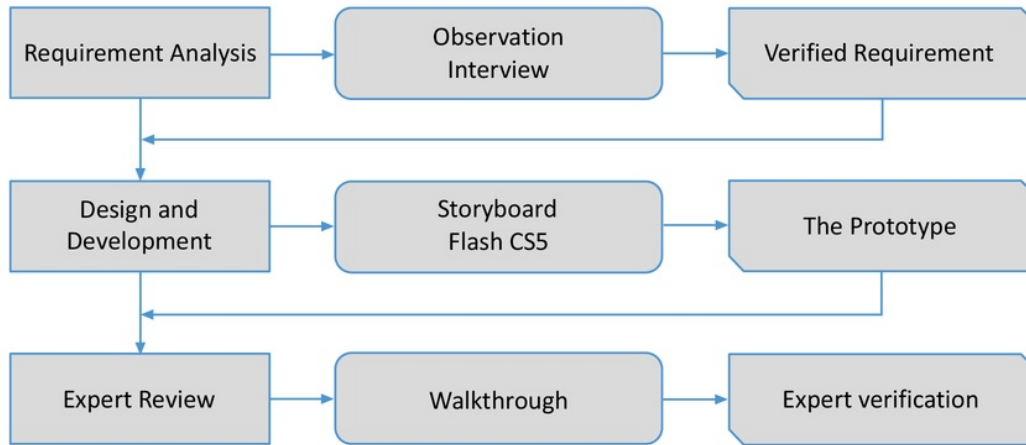 Requirement Analysis
Observation
Interview
Verified Requirement
Design and
Development
Storyboard
Flash CS5
The Prototype
Expert Review
Walkthrough
Expert verification